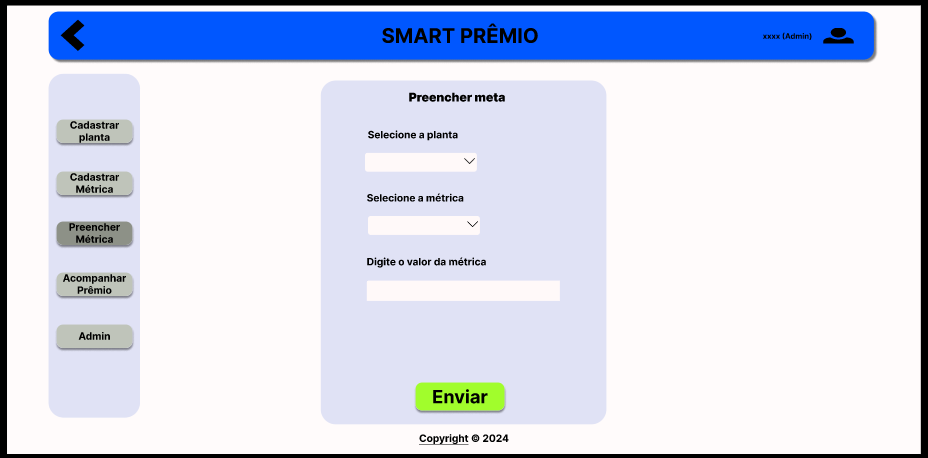 SMART PRÊMIO
xxxx (Admin)
Cadastrar
planta
Cadastrar
Métrica
Preencher
Métrica
Acompanhar
Prêmio
Admin
Preencher meta
Selecione a planta
Selecione a métrica
Digite o valor da métrica
Enviar
Copyright © 2024